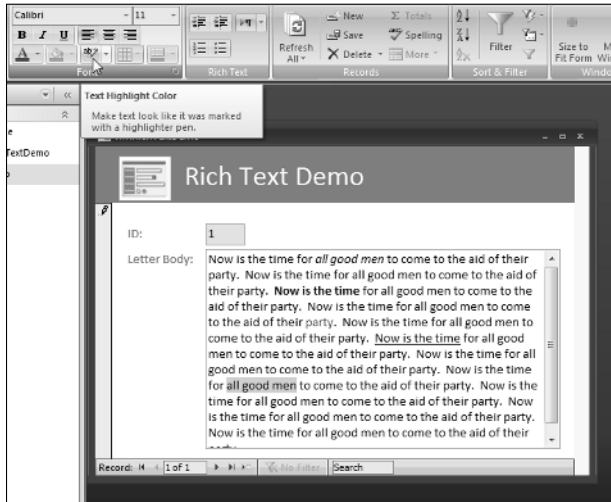 Calibri 11
New Σ Totals
B I U
Save Spelling
Refresh All
Delete More
Filter
Size to Fit Form
Font Rich Text Records Sort & Filter
Text Highlight Color
Make text look like it was marked
with a highlighter pen.
TextDemo
Rich Text Demo
ID: 1
Letter Body:
Now is the time for all good men to come to the aid of their
party. Now is the time for all good men to come to the aid of
their party. Now is the time for all good men to come to the
aid of their party. Now is the time for all good men to come
to the aid of their party. Now is the time for all good men to
come to the aid of their party. Now is the time for all good
men to come to the aid of their party. Now is the time for all
good men to come to the aid of their party. Now is the time
for all good men to come to the aid of their party. Now is the
time for all good men to come to the aid of their party. Now
is the time for all good men to come to the aid of their party.
Now is the time for all good men to come to the aid of their
Record: 1 of 1 No Filter Search